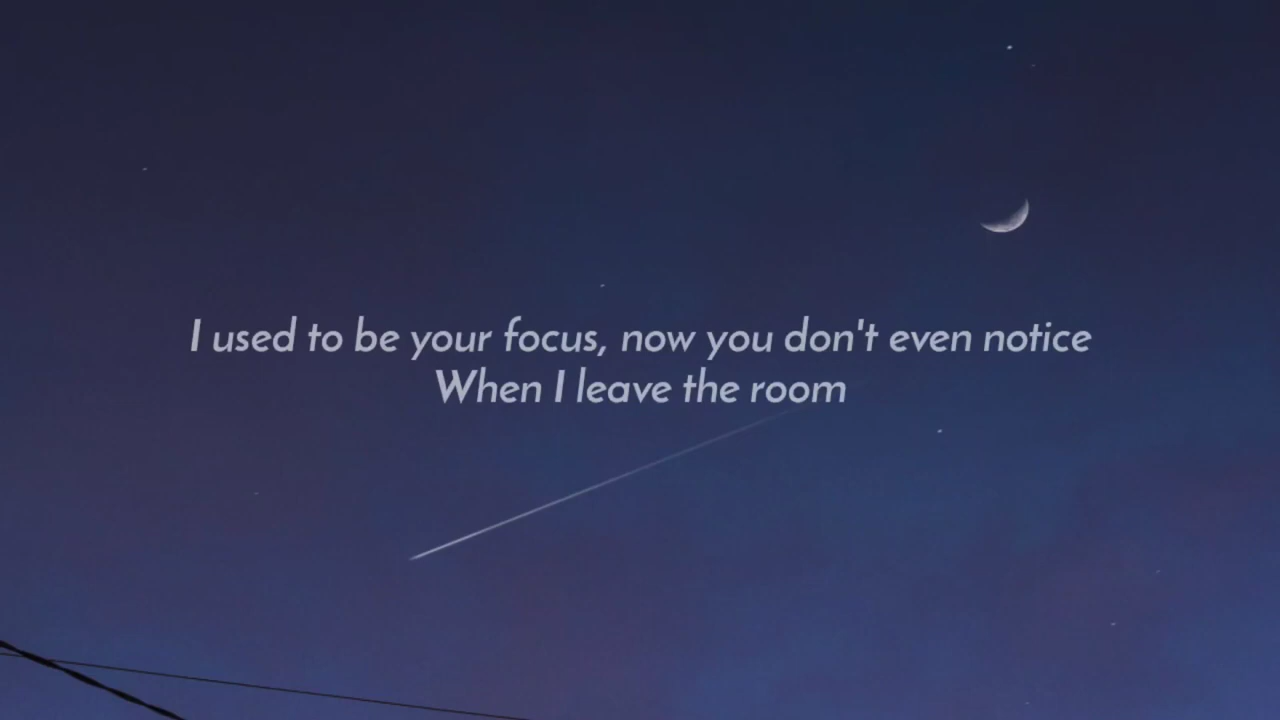 I used to be your focus, now you don't even notice
When I leave the room